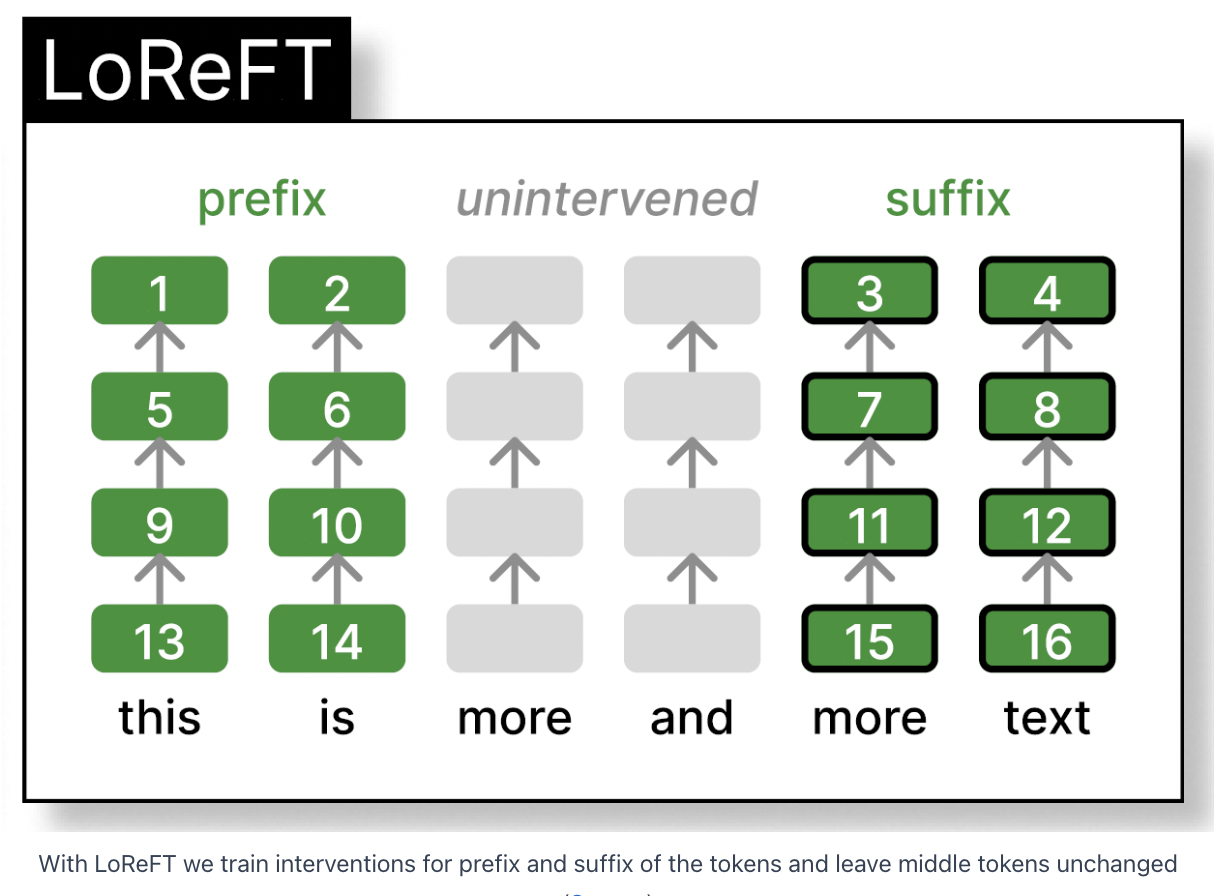 LoReFT
prefix unintervened suffix
1 2 3 4
5 6 7 8
9 10 11 12
13 14 15 16
this is more and more text
With LoReFT we train interventions for prefix and suffix of the tokens and leave middle tokens unchanged